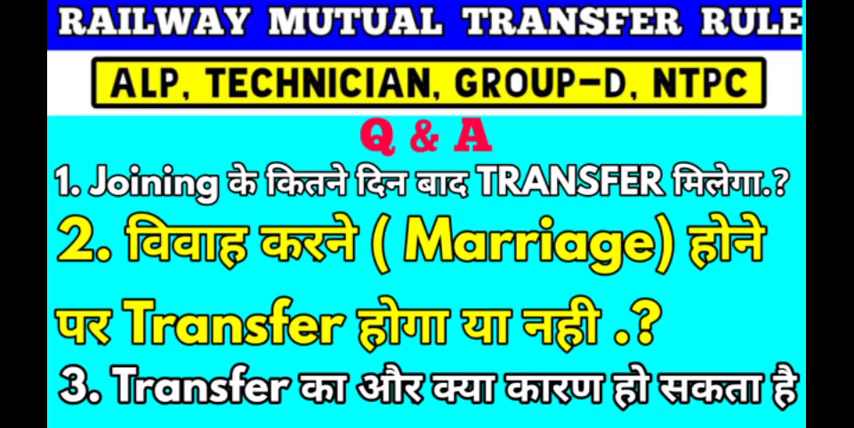 RAILWAY MUTUAL TRANSFER RULE
ALP, TECHNICIAN, GROUP-D, NTPC
Q & A
1. Joining के कितने दिन बाद TRANSFER मिलेगा.?
2. विवाह करने ( Marriage) होने
पर Transfer होगा या नही .?
3. Transfer का और क्या कारण हो सकता है